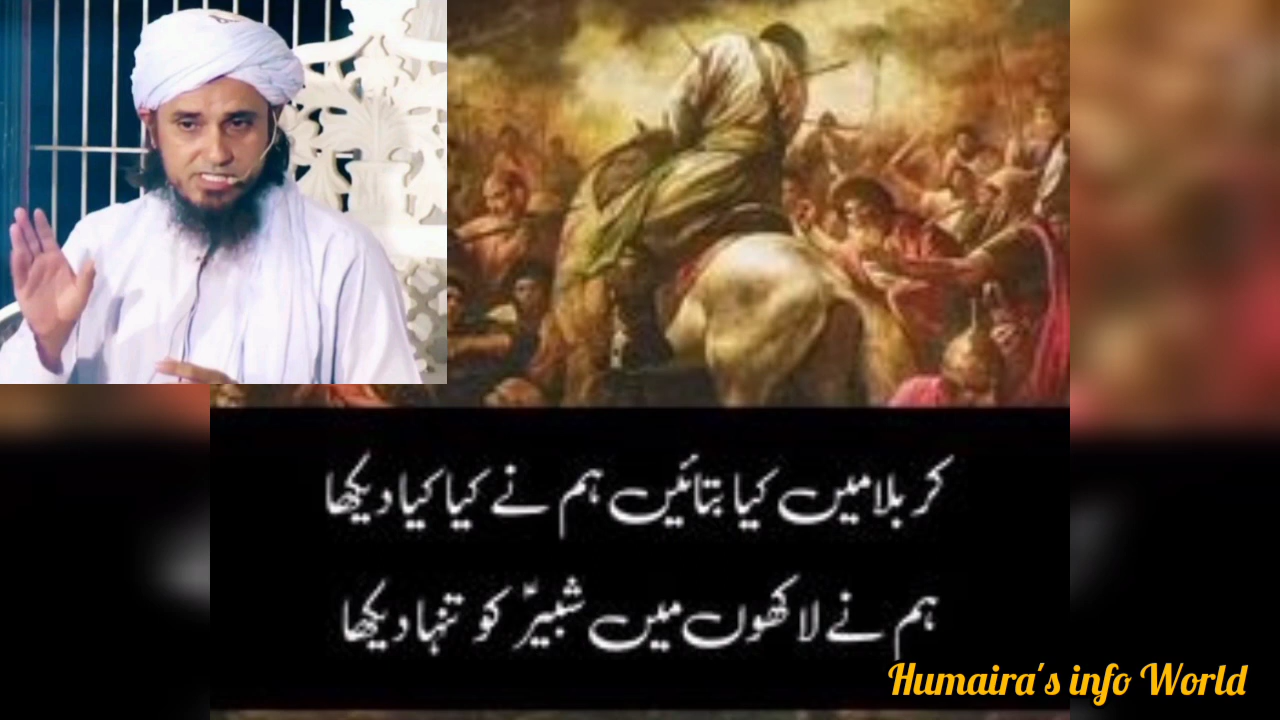 کربلا میں کیا بتائیں ہم نے کیا کیا دیکھا
ہم نے لاکھوں میں شبیرؑ کو تنہا دیکھا
Humaira's info World